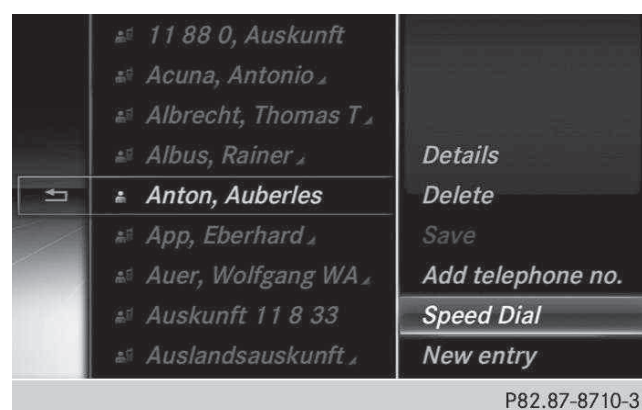 11 88 0, Auskunft
Acuna, Antonio
Albrecht, Thomas T
Albus, Rainer
Anton, Auberles
App, Eberhard
Auer, Wolfgang WA
Auskunft 11 8 33
Auslandsauskunft
Details
Delete
Save
Add telephone no.
Speed Dial
New entry
P82.87-8710-31